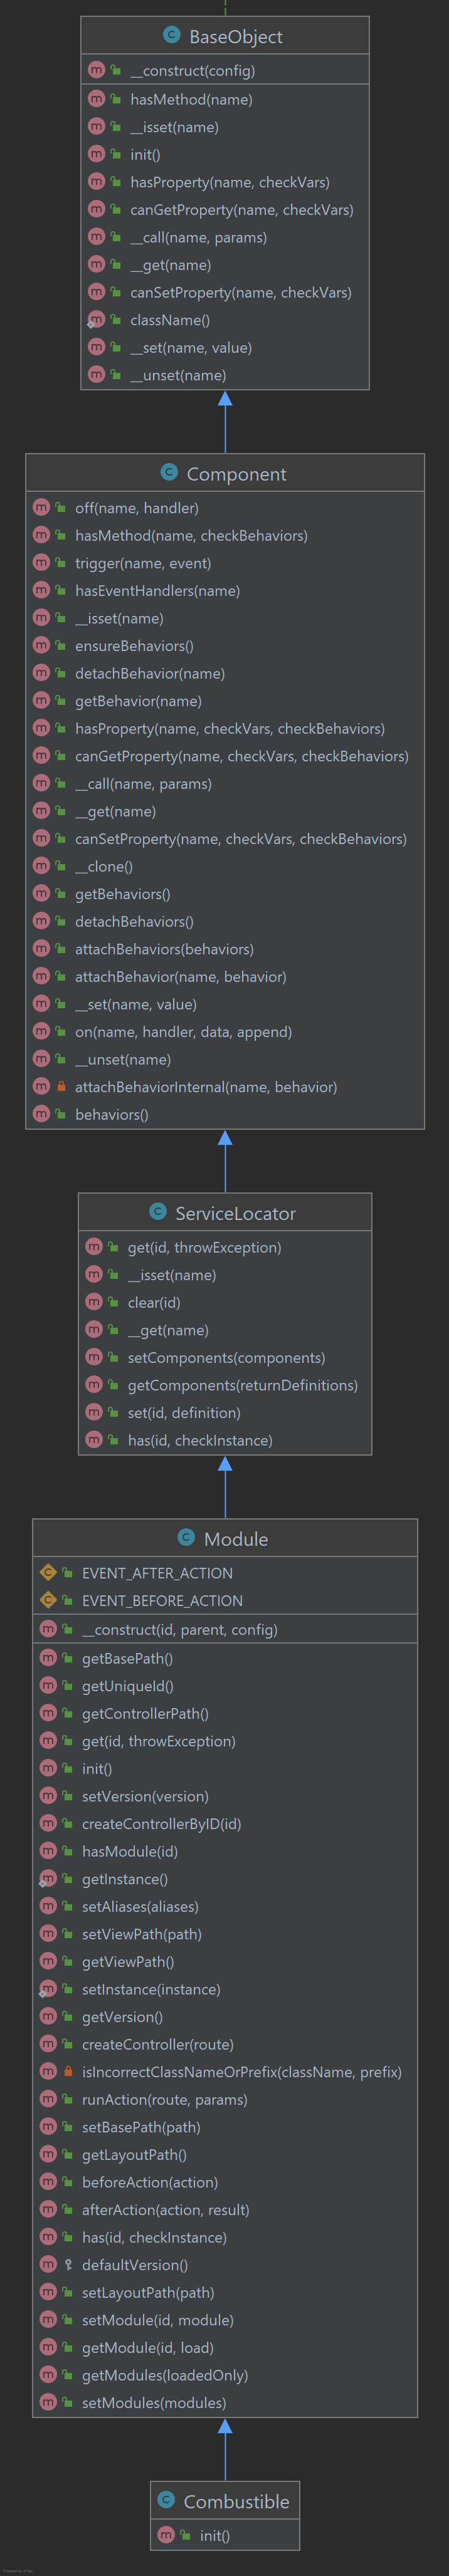 BaseObject
__construct(config)
hasMethod(name)
__isset(name)
init()
hasProperty(name, checkVars)
canGetProperty(name, checkVars)
__call(name, params)
__get(name)
canSetProperty(name, checkVars)
className()
__set(name, value)
__unset(name)
Component
off(name, handler)
hasMethod(name, checkBehaviors)
trigger(name, event)
hasEventHandlers(name)
__isset(name)
ensureBehaviors()
detachBehavior(name)
getBehavior(name)
hasProperty(name, checkVars, checkBehaviors)
canGetProperty(name, checkVars, checkBehaviors)
__call(name, params)
__get(name)
canSetProperty(name, checkVars, checkBehaviors)
__clone()
getBehaviors()
detachBehaviors()
attachBehaviors(behaviors)
attachBehavior(name, behavior)
__set(name, value)
on(name, handler, data, append)
__unset(name)
attachBehaviorInternal(name, behavior)
behaviors()
ServiceLocator
get(id, throwException)
__isset(name)
clear(id)
__get(name)
setComponents(components)
getComponents(returnDefinitions)
set(id, definition)
has(id, checkInstance)
Module
EVENT_AFTER_ACTION
EVENT_BEFORE_ACTION
__construct(id, parent, config)
getBasePath()
getUniqueId()
getControllerPath()
get(id, throwException)
init()
setVersion(version)
createControllerByID(id)
hasModule(id)
getInstance()
setAliases(aliases)
setViewPath(path)
getViewPath()
setInstance(instance)
getVersion()
createController(route)
isIncorrectClassNameOrPrefix(className, prefix)
runAction(route, params)
setBasePath(path)
getLayoutPath()
beforeAction(action)
afterAction(action, result)
has(id, checkInstance)
defaultVersion()
setLayoutPath(path)
setModule(id, module)
getModule(id, load)
getModules(loadedOnly)
setModules(modules)
Combustible
init()
Powered by yFiles